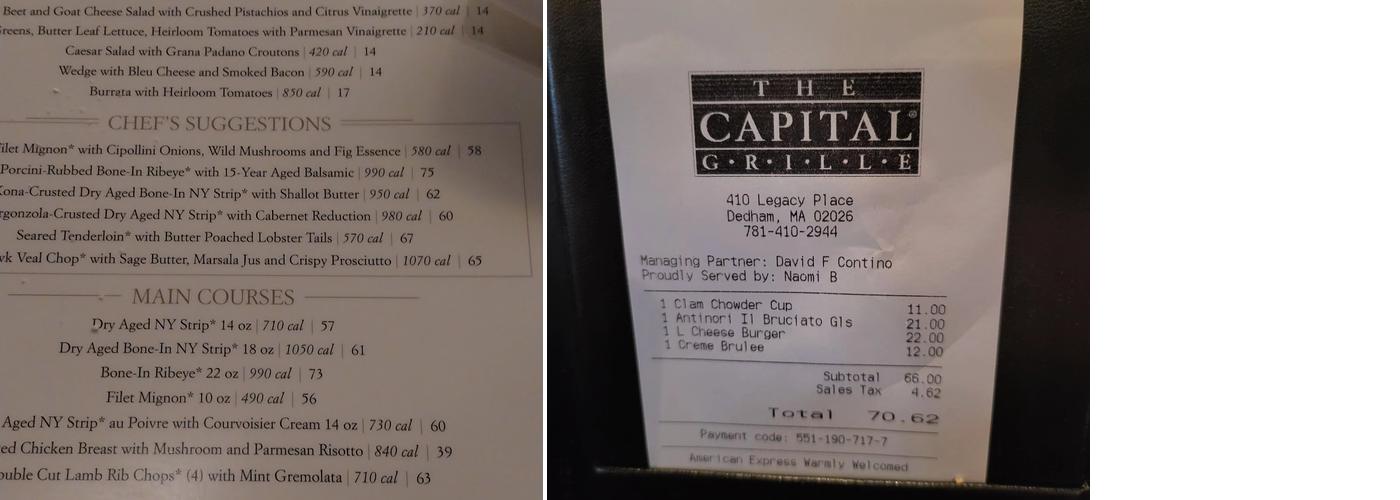 Beet and Goat Cheese Salad with Crushed Pistachios and Citrus Vinaigrette | 370 cal | 14
Greens, Butter Leaf Lettuce, Heirloom Tomatoes with Parmesan Vinaigrette | 210 cal | 14
Caesar Salad with Grana Padano Croutons | 420 cal | 14
Wedge with Bleu Cheese and Smoked Bacon | 590 cal | 14
Burrata with Heirloom Tomatoes | 850 cal | 17
CHEF'S SUGGESTIONS
Filet Mignon* with Cipollini Onions, Wild Mushrooms and Fig Essence | 580 cal | 58
Porcini-Rubbed Bone-In Ribeye* with 15-Year Aged Balsamic | 990 cal | 75
Kona-Crusted Dry Aged Bone-In NY Strip* with Shallot Butter | 950 cal | 62
rgonzola-Crusted Dry Aged NY Strip* with Cabernet Reduction | 980 cal | 60
Seared Tenderloin* with Butter Poached Lobster Tails | 570 cal | 67
wk Veal Chop* with Sage Butter, Marsala Jus and Crispy Prosciutto | 1070 cal | 65
MAIN COURSES
Dry Aged NY Strip* 14 oz | 710 cal | 57
Dry Aged Bone-In NY Strip* 18 oz | 1050 cal | 61
Bone-In Ribeye* 22 oz | 990 cal | 73
Filet Mignon* 10 oz | 490 cal | 56
Aged NY Strip* au Poivre with Courvoisier Cream 14 oz | 730 cal | 60
ed Chicken Breast with Mushroom and Parmesan Risotto | 840 cal | 39
ouble Cut Lamb Rib Chops* (4) with Mint Gremolata | 710 cal | 63
THE
CAPITAL®
G·R·I·L·L·E
410 Legacy Place
Dedham, MA 02026
781-410-2944
Managing Partner: David F Contino
Proudly Served by: Naomi B
1 Clam Chowder Cup 11.00
1 Antinori Il Bruciato Gls 21.00
1 L Cheese Burger 22.00
1 Creme Brulee 12.00
Subtotal 66.00
Sales Tax 4.62
Total 70.62
Payment code: 551-190-717-7
American Express Warmly Welcomed